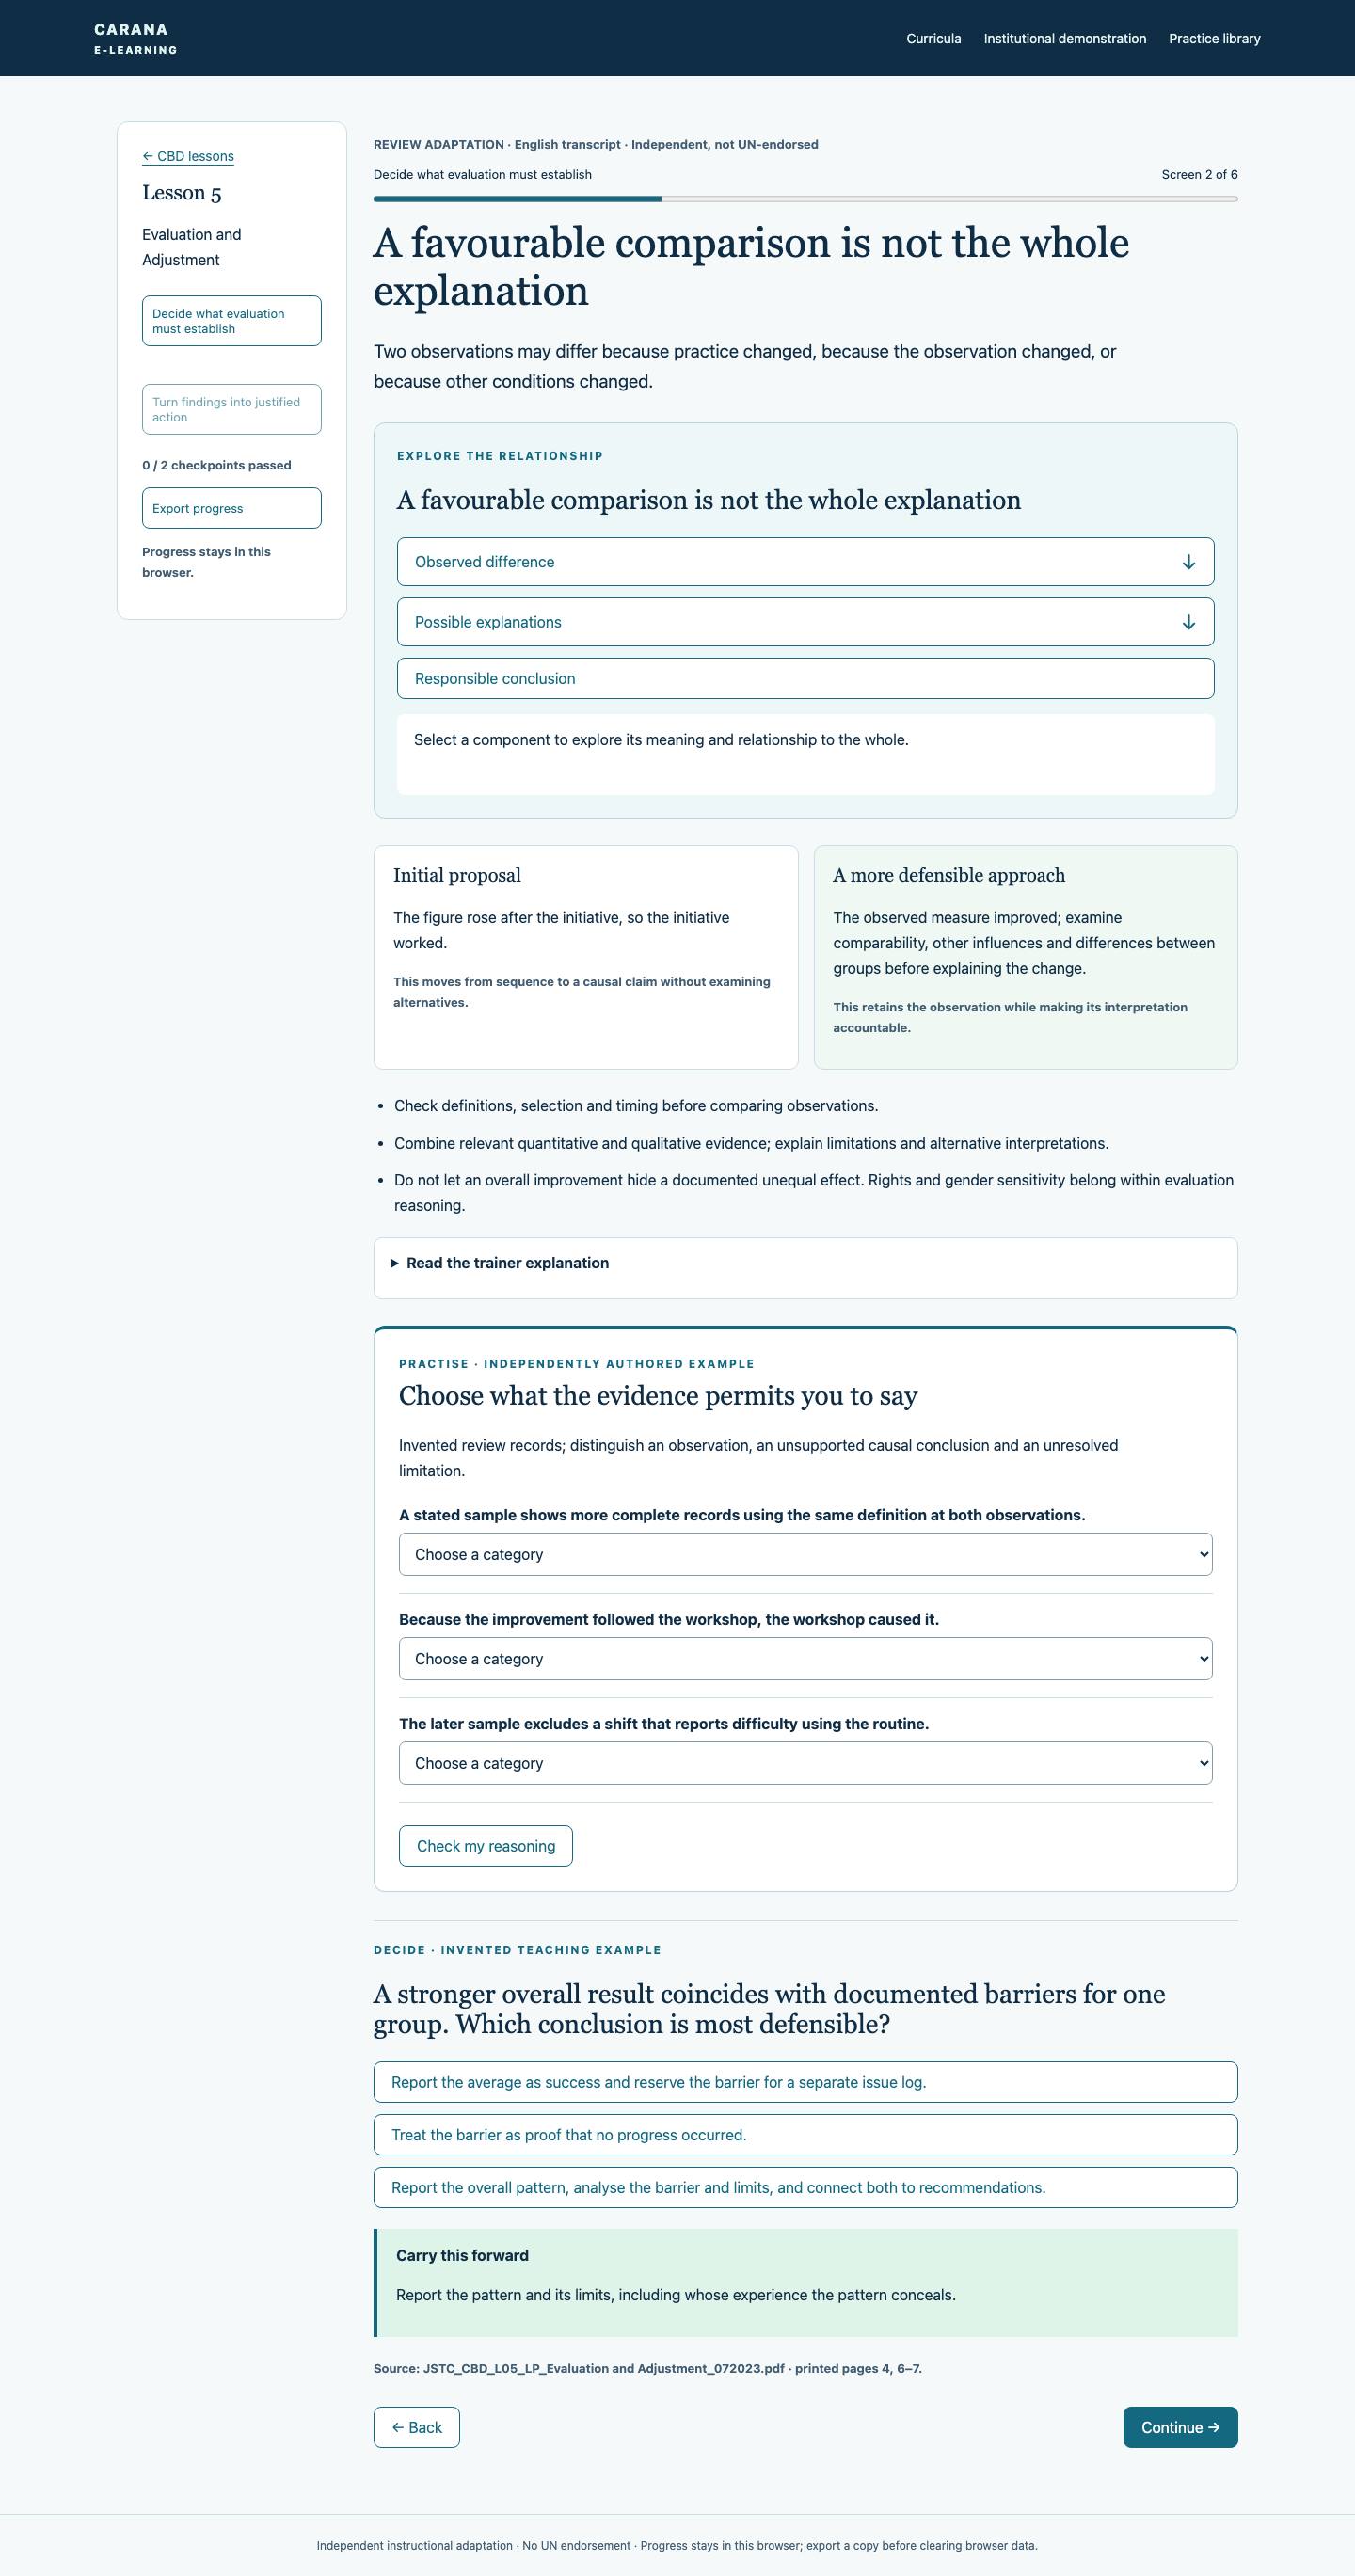 CARANA
E-LEARNING
Curricula
Institutional demonstration
Practice library
← CBD lessons
Lesson 5
Evaluation and
Adjustment
Decide what evaluation
must establish
Turn findings into justified
action
0 / 2 checkpoints passed
Export progress
Progress stays in this
browser.
REVIEW ADAPTATION · English transcript · Independent, not UN-endorsed
Decide what evaluation must establish
Screen 2 of 6
A favourable comparison is not the whole
explanation
Two observations may differ because practice changed, because the observation changed, or
because other conditions changed.
EXPLORE THE RELATIONSHIP
A favourable comparison is not the whole explanation
Observed difference ↓
Possible explanations ↓
Responsible conclusion
Select a component to explore its meaning and relationship to the whole.
Initial proposal
The figure rose after the initiative, so the initiative
worked.
This moves from sequence to a causal claim without examining
alternatives.
A more defensible approach
The observed measure improved; examine
comparability, other influences and differences between
groups before explaining the change.
This retains the observation while making its interpretation
accountable.
• Check definitions, selection and timing before comparing observations.
• Combine relevant quantitative and qualitative evidence; explain limitations and alternative interpretations.
• Do not let an overall improvement hide a documented unequal effect. Rights and gender sensitivity belong within evaluation
reasoning.
▶ Read the trainer explanation
PRACTISE · INDEPENDENTLY AUTHORED EXAMPLE
Choose what the evidence permits you to say
Invented review records; distinguish an observation, an unsupported causal conclusion and an unresolved
limitation.
A stated sample shows more complete records using the same definition at both observations.
Choose a category
Because the improvement followed the workshop, the workshop caused it.
Choose a category
The later sample excludes a shift that reports difficulty using the routine.
Choose a category
Check my reasoning
DECIDE · INVENTED TEACHING EXAMPLE
A stronger overall result coincides with documented barriers for one
group. Which conclusion is most defensible?
Report the average as success and reserve the barrier for a separate issue log.
Treat the barrier as proof that no progress occurred.
Report the overall pattern, analyse the barrier and limits, and connect both to recommendations.
Carry this forward
Report the pattern and its limits, including whose experience the pattern conceals.
Source: JSTC_CBD_L05_LP_Evaluation and Adjustment_072023.pdf · printed pages 4, 6–7.
← Back
Continue →
Independent instructional adaptation · No UN endorsement · Progress stays in this browser; export a copy before clearing browser data.